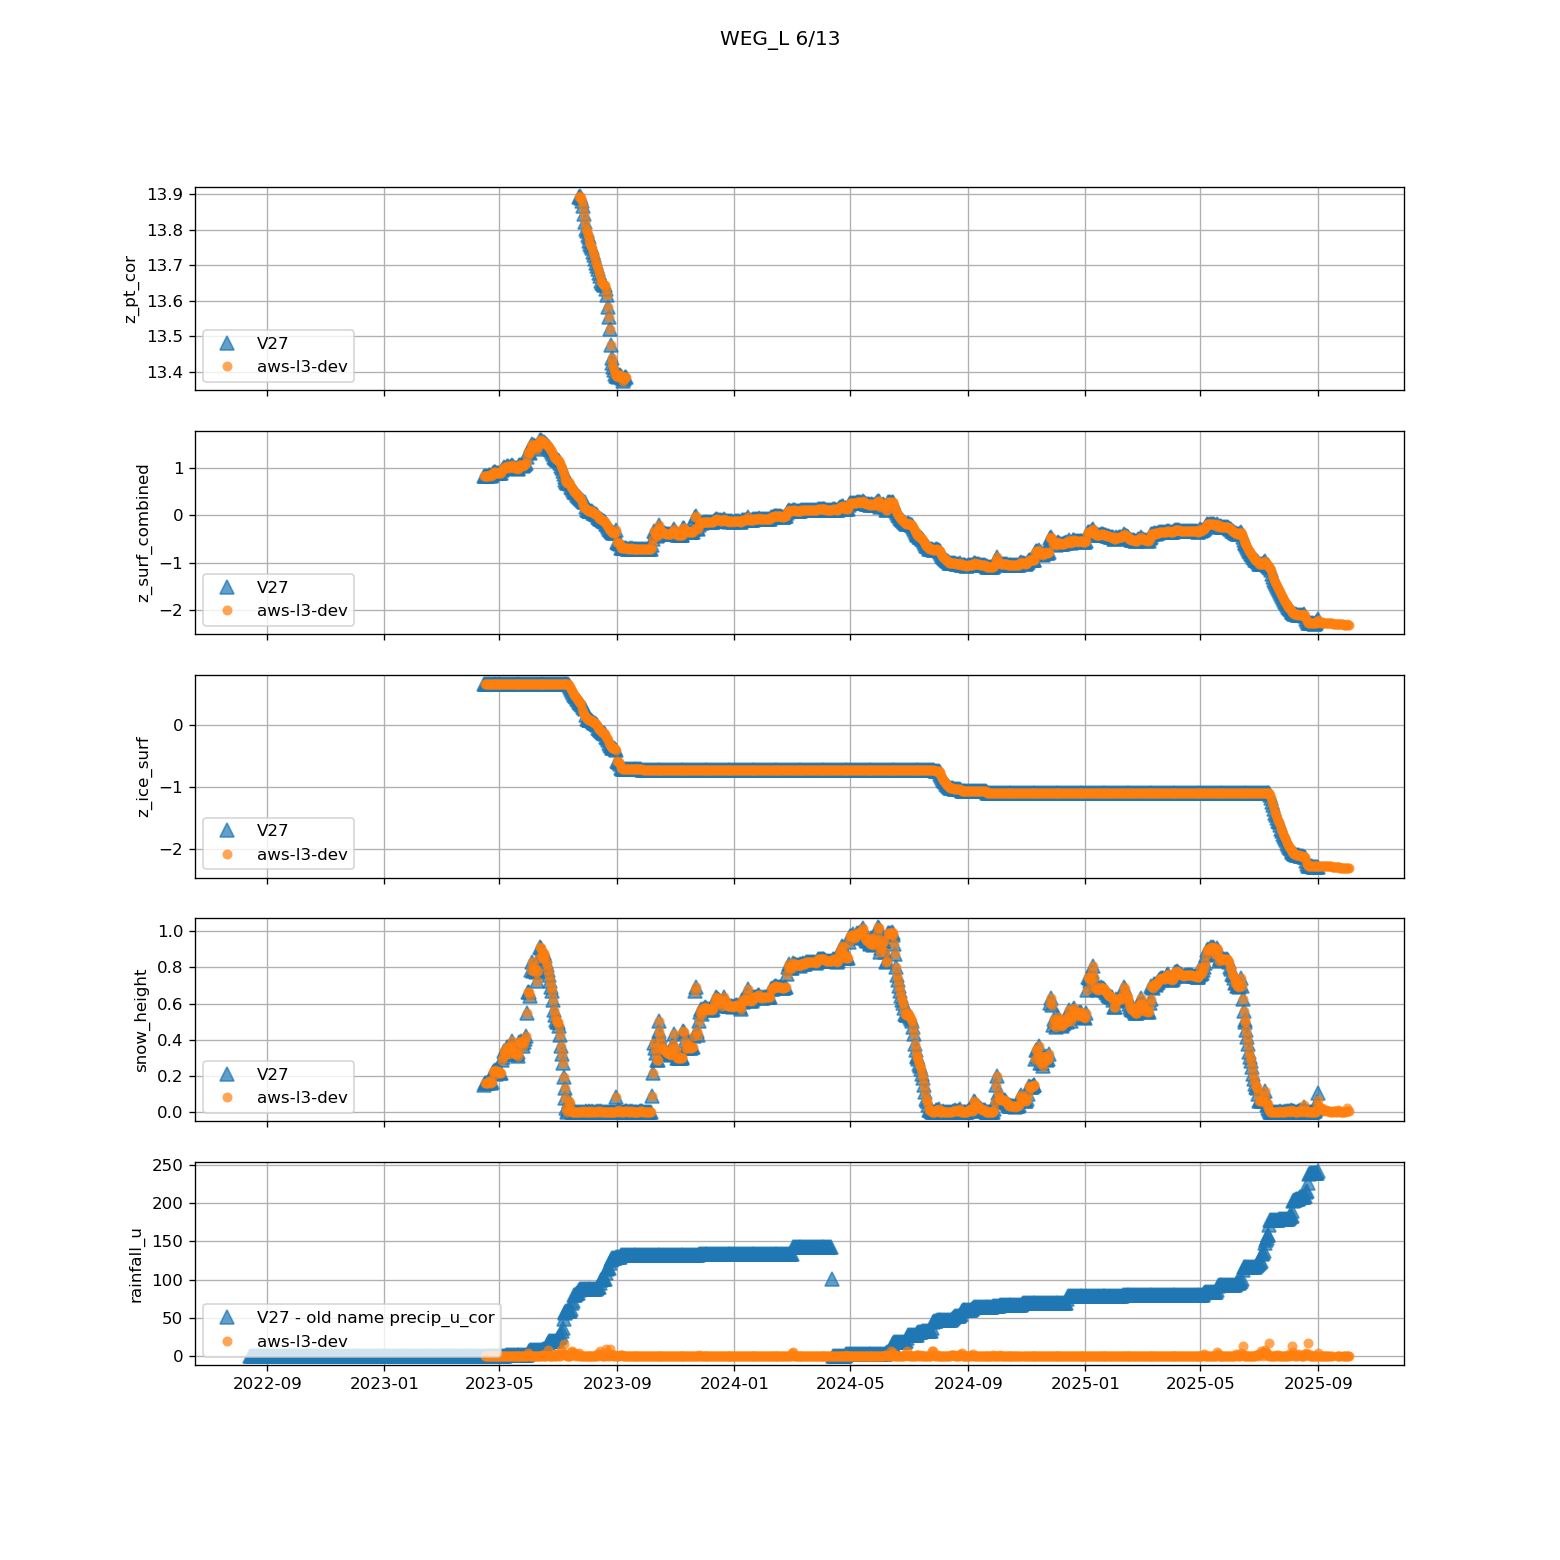 WEG_L 6/13
13.9
13.8
13.7
13.6
13.5
13.4
z_pt_cor
V27
aws-l3-dev
1
0
−1
−2
z_surf_combined
V27
aws-l3-dev
0
−1
−2
z_ice_surf
V27
aws-l3-dev
1.0
0.8
0.6
0.4
0.2
0.0
snow_height
V27
aws-l3-dev
250
200
150
100
50
0
rainfall_u
V27 - old name precip_u_cor
aws-l3-dev
2022-09 2023-01 2023-05 2023-09 2024-01 2024-05 2024-09 2025-01 2025-05 2025-09